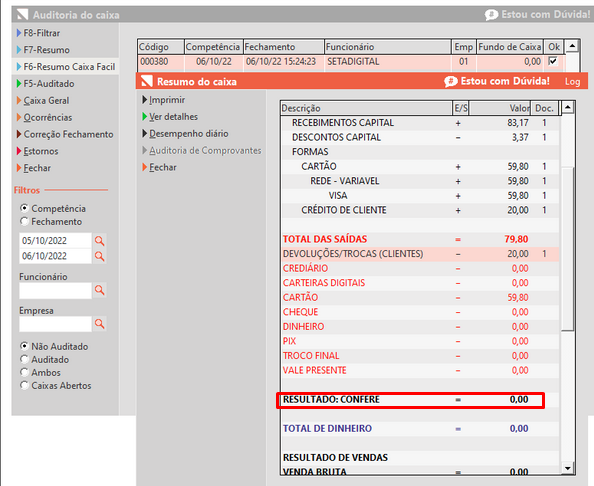 Auditoria do caixa
Estou com Dúvida!
F8-Filtrar
F7-Resumo
F6-Resumo Caixa Facil
F5-Auditado
Caixa Geral
Ocorrências
Correção Fechamento
Estornos
Fechar
Filtros
Competência
Fechamento
05/10/2022
06/10/2022
Funcionário
Empresa
Não Auditado
Auditado
Ambos
Caixas Abertos
Código Competência Fechamento Funcionário Emp Fundo de Caixa Ok
000380 06/10/22 06/10/22 15:24:23 SETADIGITAL 01 0,00
Resumo do caixa
Estou com Dúvida!
Log
Imprimir
Ver detalhes
Desempenho diário
Auditoria de Comprovantes
Fechar
Descrição E/S Valor Doc.
RECEBIMENTOS CAPITAL + 83,17 1
DESCONTOS CAPITAL − 3,37 1
FORMAS
CARTÃO + 59,80 1
REDE - VARIAVEL + 59,80 1
VISA + 59,80 1
CRÉDITO DE CLIENTE + 20,00 1
TOTAL DAS SAÍDAS = 79,80
DEVOLUÇÕES/TROCAS (CLIENTES) − 20,00 1
CREDIÁRIO − 0,00
CARTEIRAS DIGITAIS − 0,00
CARTÃO − 59,80
CHEQUE − 0,00
DINHEIRO − 0,00
PIX − 0,00
TROCO FINAL − 0,00
VALE PRESENTE − 0,00
RESULTADO: CONFERE = 0,00
TOTAL DE DINHEIRO = 0,00
RESULTADO DE VENDAS
VENDA BRUTA = 0,00